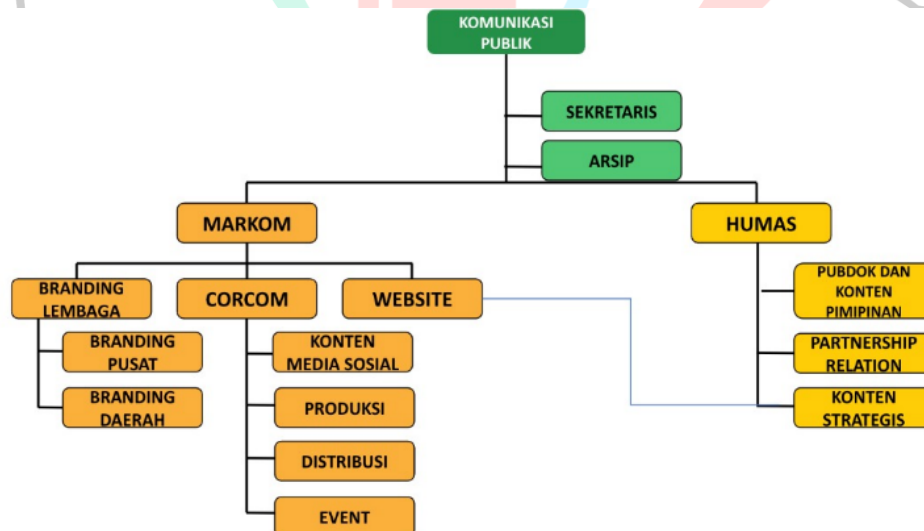 KOMUNIKASI
PUBLIK
SEKRETARIS
ARSIP
MARKOM
HUMAS
BRANDING
LEMBAGA
CORCOM
WEBSITE
PUBDOK DAN
KONTEN
PIMIPINAN
BRANDING
PUSAT
KONTEN
MEDIA SOSIAL
PARTNERSHIP
RELATION
BRANDING
DAERAH
PRODUKSI
KONTEN
STRATEGIS
DISTRIBUSI
EVENT